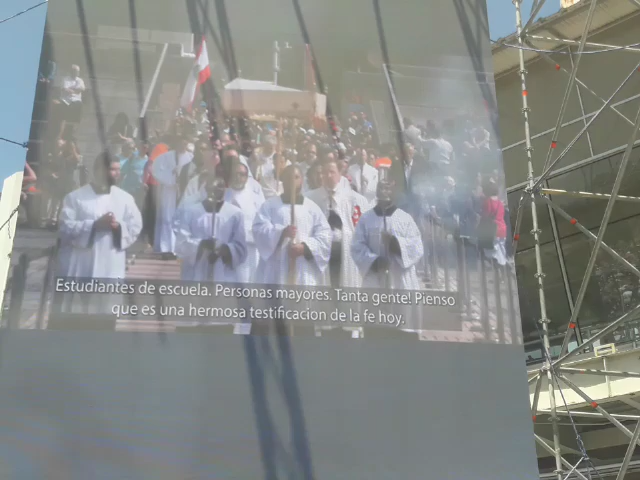 Estudiantes de escuela. Personas mayores. Tanta gente! Pienso
que es una hermosa testificacion de la fe hoy.